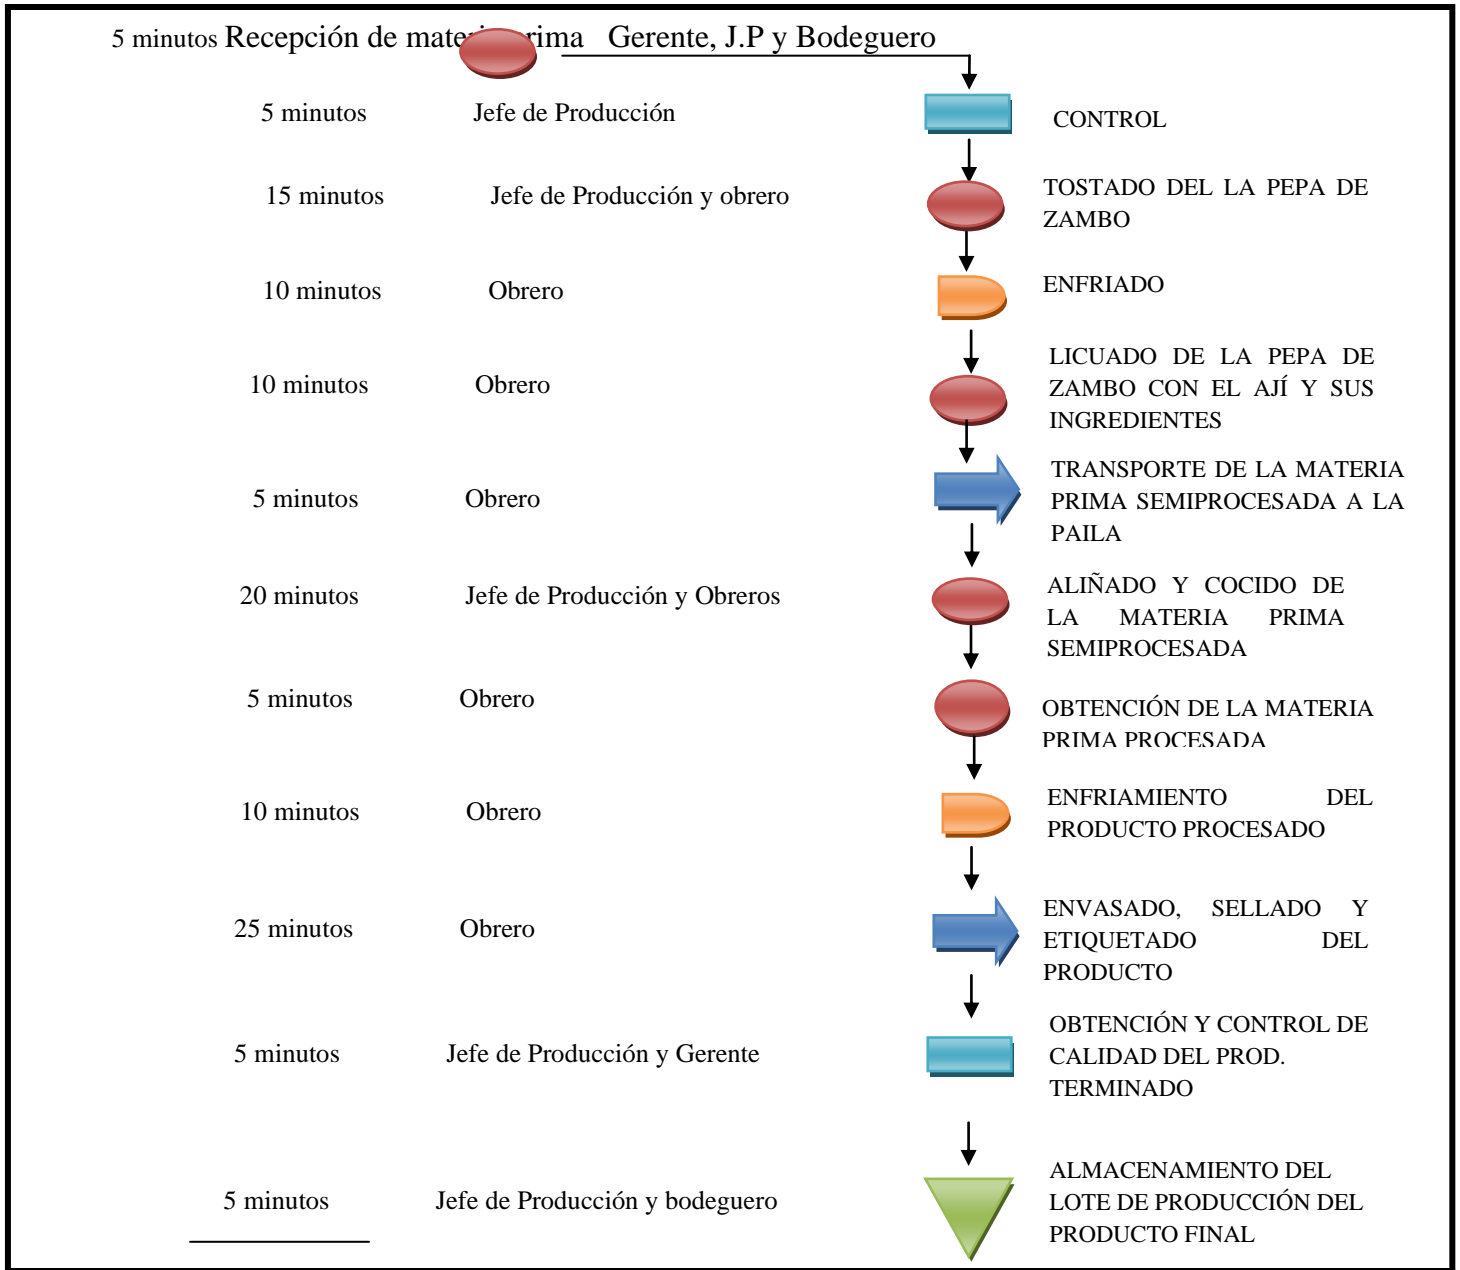 5 minutos Recepción de materia prima Gerente, J.P y Bodeguero
5 minutos Jefe de Producción CONTROL
15 minutos Jefe de Producción y obrero TOSTADO DEL LA PEPA DE
ZAMBO
10 minutos Obrero ENFRIADO
LICUADO DE LA PEPA DE
10 minutos Obrero ZAMBO CON EL AJÍ Y SUS
INGREDIENTES
TRANSPORTE DE LA MATERIA
5 minutos Obrero PRIMA SEMIPROCESADA A LA
PAILA
20 minutos Jefe de Producción y Obreros ALIÑADO Y COCIDO DE
LA MATERIA PRIMA
SEMIPROCESADA
5 minutos Obrero OBTENCIÓN DE LA MATERIA
PRIMA PROCESADA
ENFRIAMIENTO DEL
10 minutos Obrero PRODUCTO PROCESADO
ENVASADO, SELLADO Y
25 minutos Obrero ETIQUETADO DEL
PRODUCTO
OBTENCIÓN Y CONTROL DE
5 minutos Jefe de Producción y Gerente CALIDAD DEL PROD.
TERMINADO
ALMACENAMIENTO DEL
5 minutos Jefe de Producción y bodeguero LOTE DE PRODUCCIÓN DEL
PRODUCTO FINAL